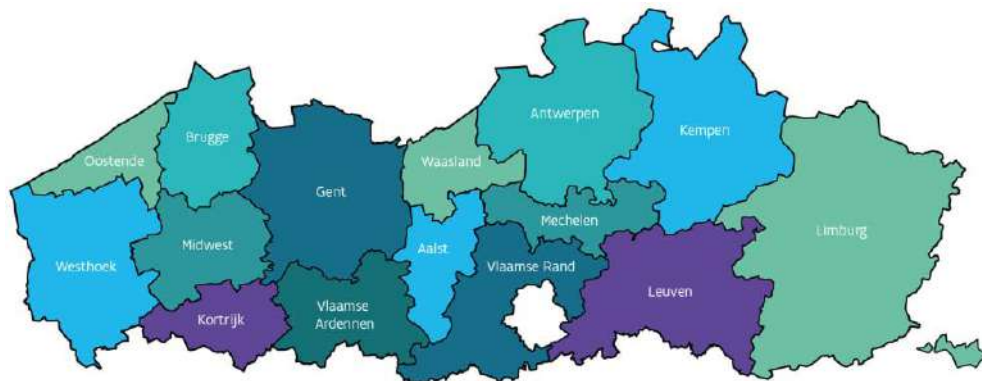 Oostende
Brugge
Gent
Waasland
Antwerpen
Kempen
Westhoek
Midwest
Aalst
Mechelen
Limburg
Kortrijk
Vlaamse
Ardennen
Vlaamse Rand
Leuven